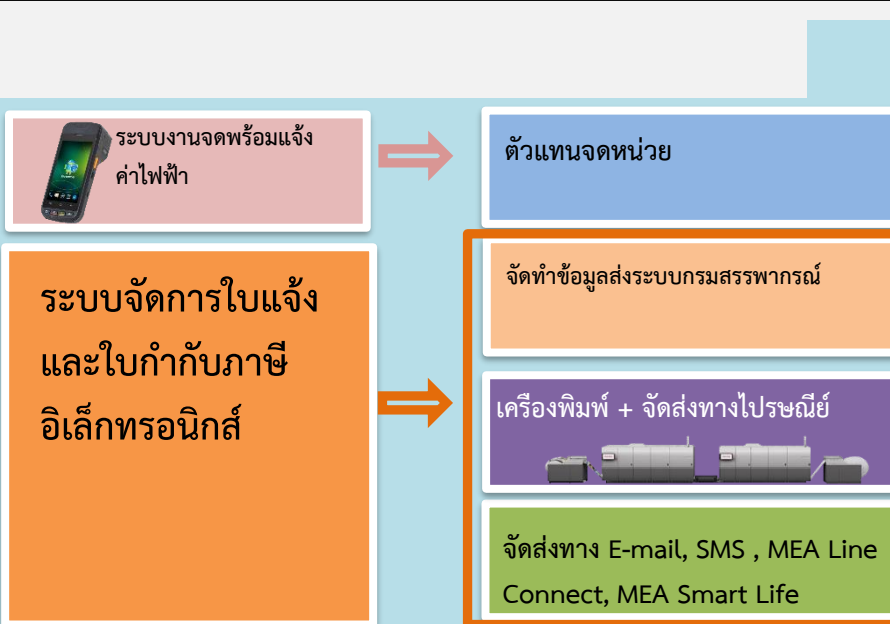 ระบบงานจดพร้อมแจ้ง
ค่าไฟฟ้า
ตัวแทนจดหน่วย
ระบบจัดการใบแจ้ง
และใบกำกับภาษี
อิเล็กทรอนิกส์
จัดทำข้อมูลส่งระบบกรมสรรพากรณ์
เครืองพิมพ์ + จัดส่งทางไปรษณีย์
จัดส่งทาง E-mail, SMS , MEA Line
Connect, MEA Smart Life